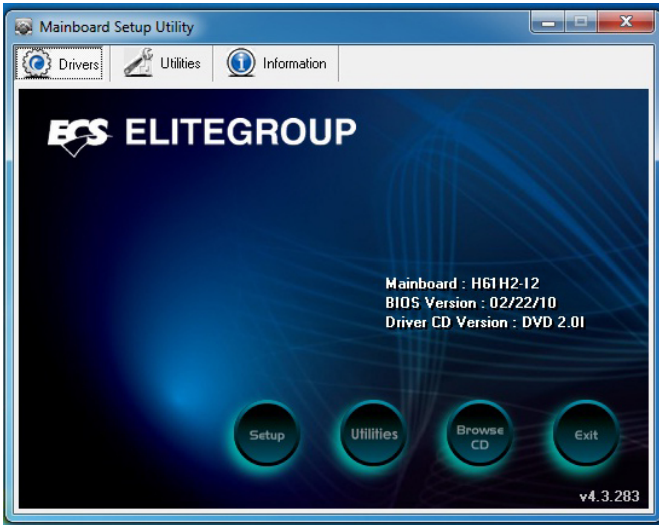 Mainboard Setup Utility
Drivers Utilities Information
ECS ELITEGROUP
Mainboard : H61H2-I2
BIOS Version : 02/22/10
Driver CD Version : DVD 2.0I
Setup Utilities Browse CD Exit
v4.3.283